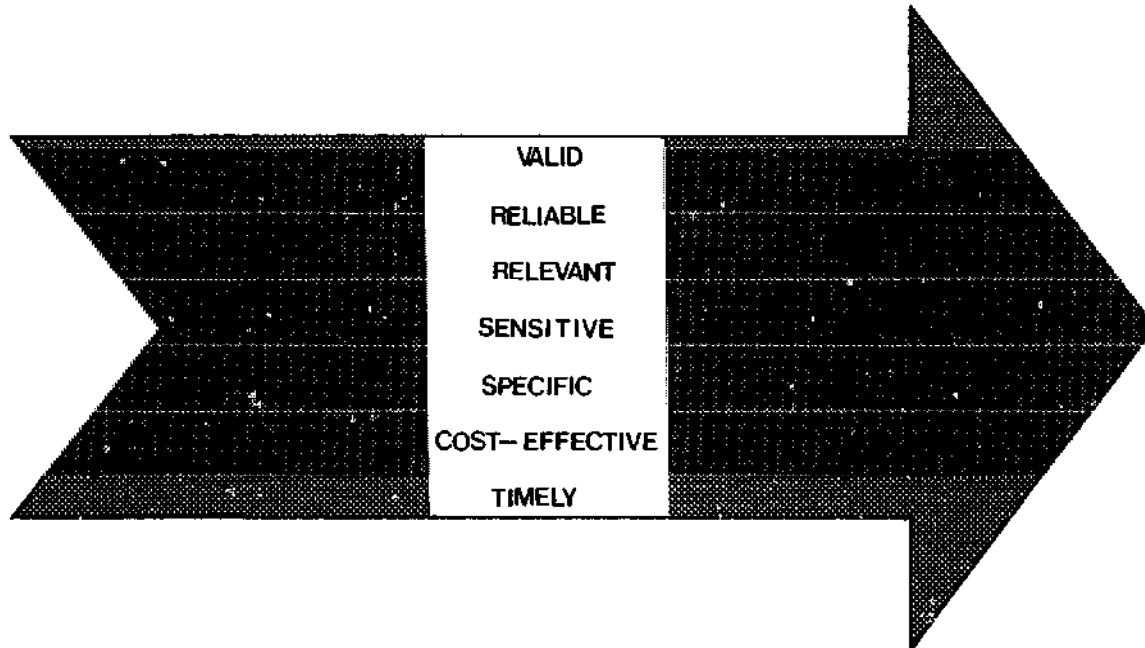 VALID
RELIABLE
RELEVANT
SENSITIVE
SPECIFIC
COST-EFFECTIVE
TIMELY